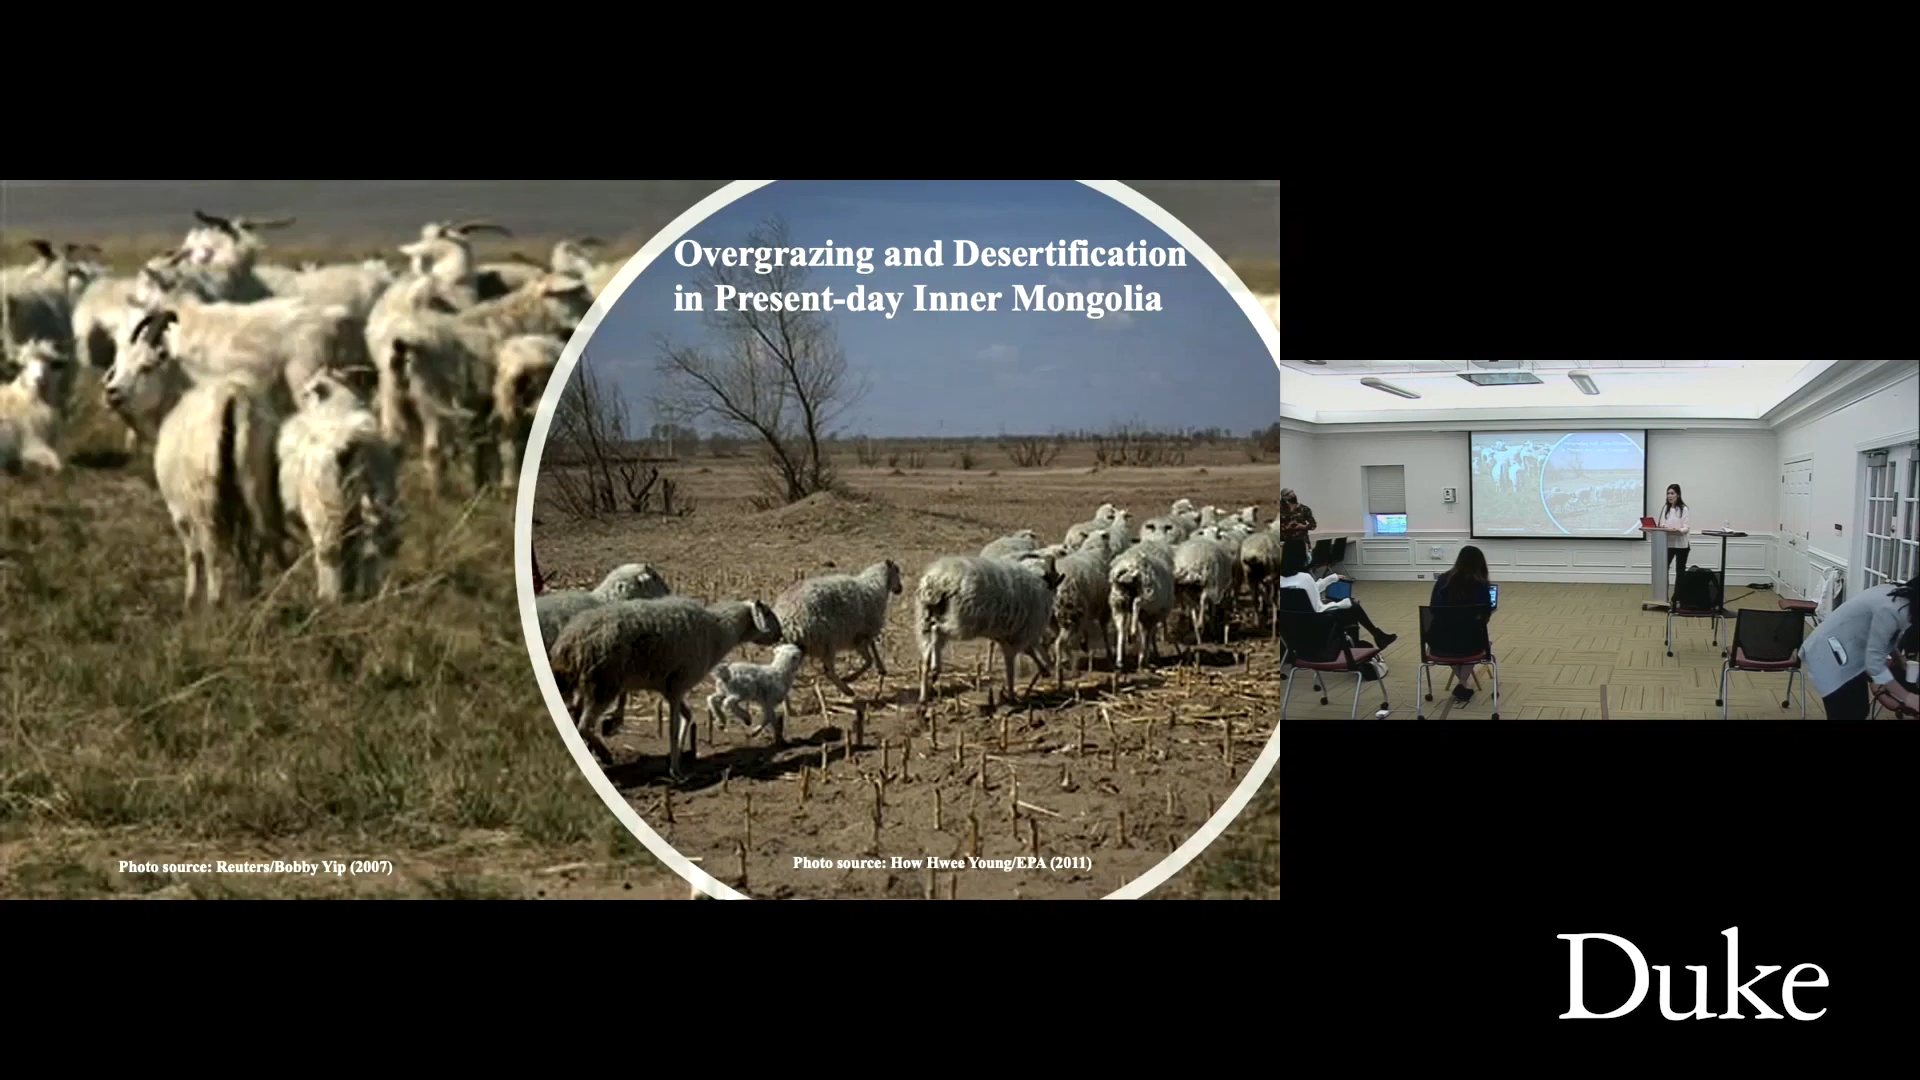 Overgrazing and Desertification
in Present-day Inner Mongolia
Photo source: Reuters/Bobby Yip (2007)
Photo source: How Hwee Young/EPA (2011)
Duke